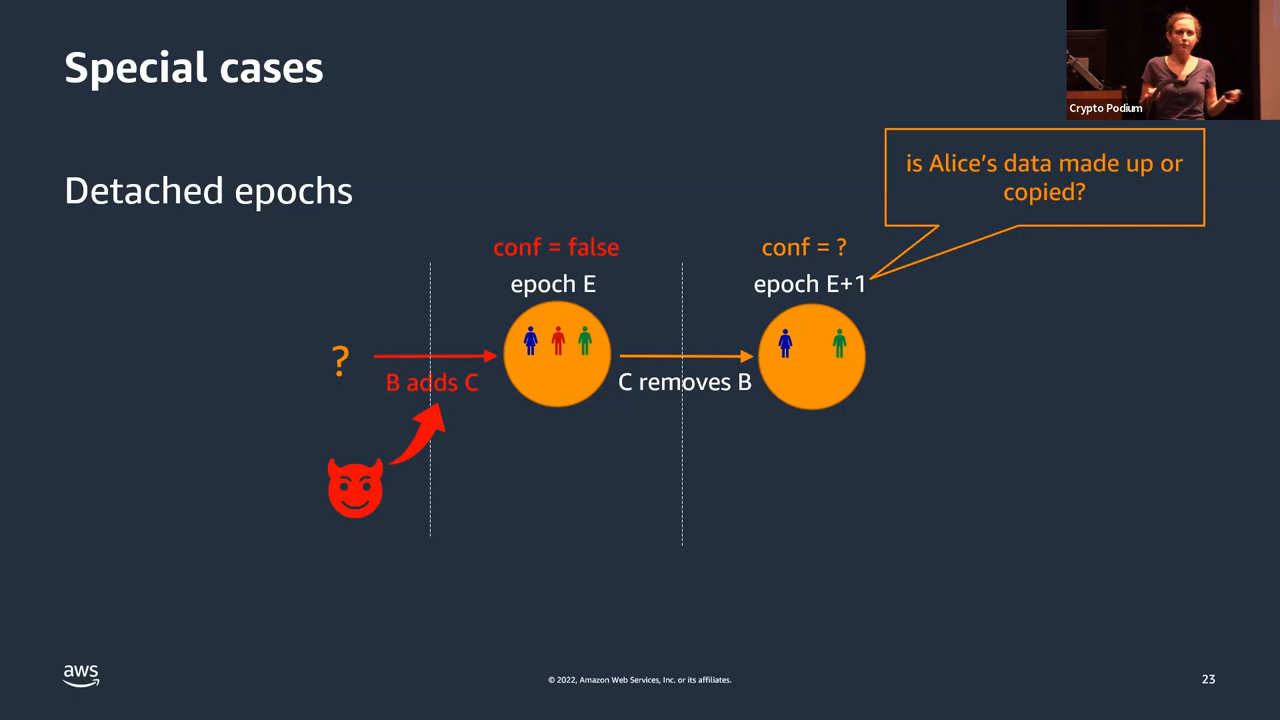 Special cases
Crypto Podium
Detached epochs
is Alice's data made up or
copied?
conf = false
conf = ?
epoch E
epoch E+1
?
B adds C
C removes B
aws
© 2022, Amazon Web Services, Inc. or its affiliates.
23